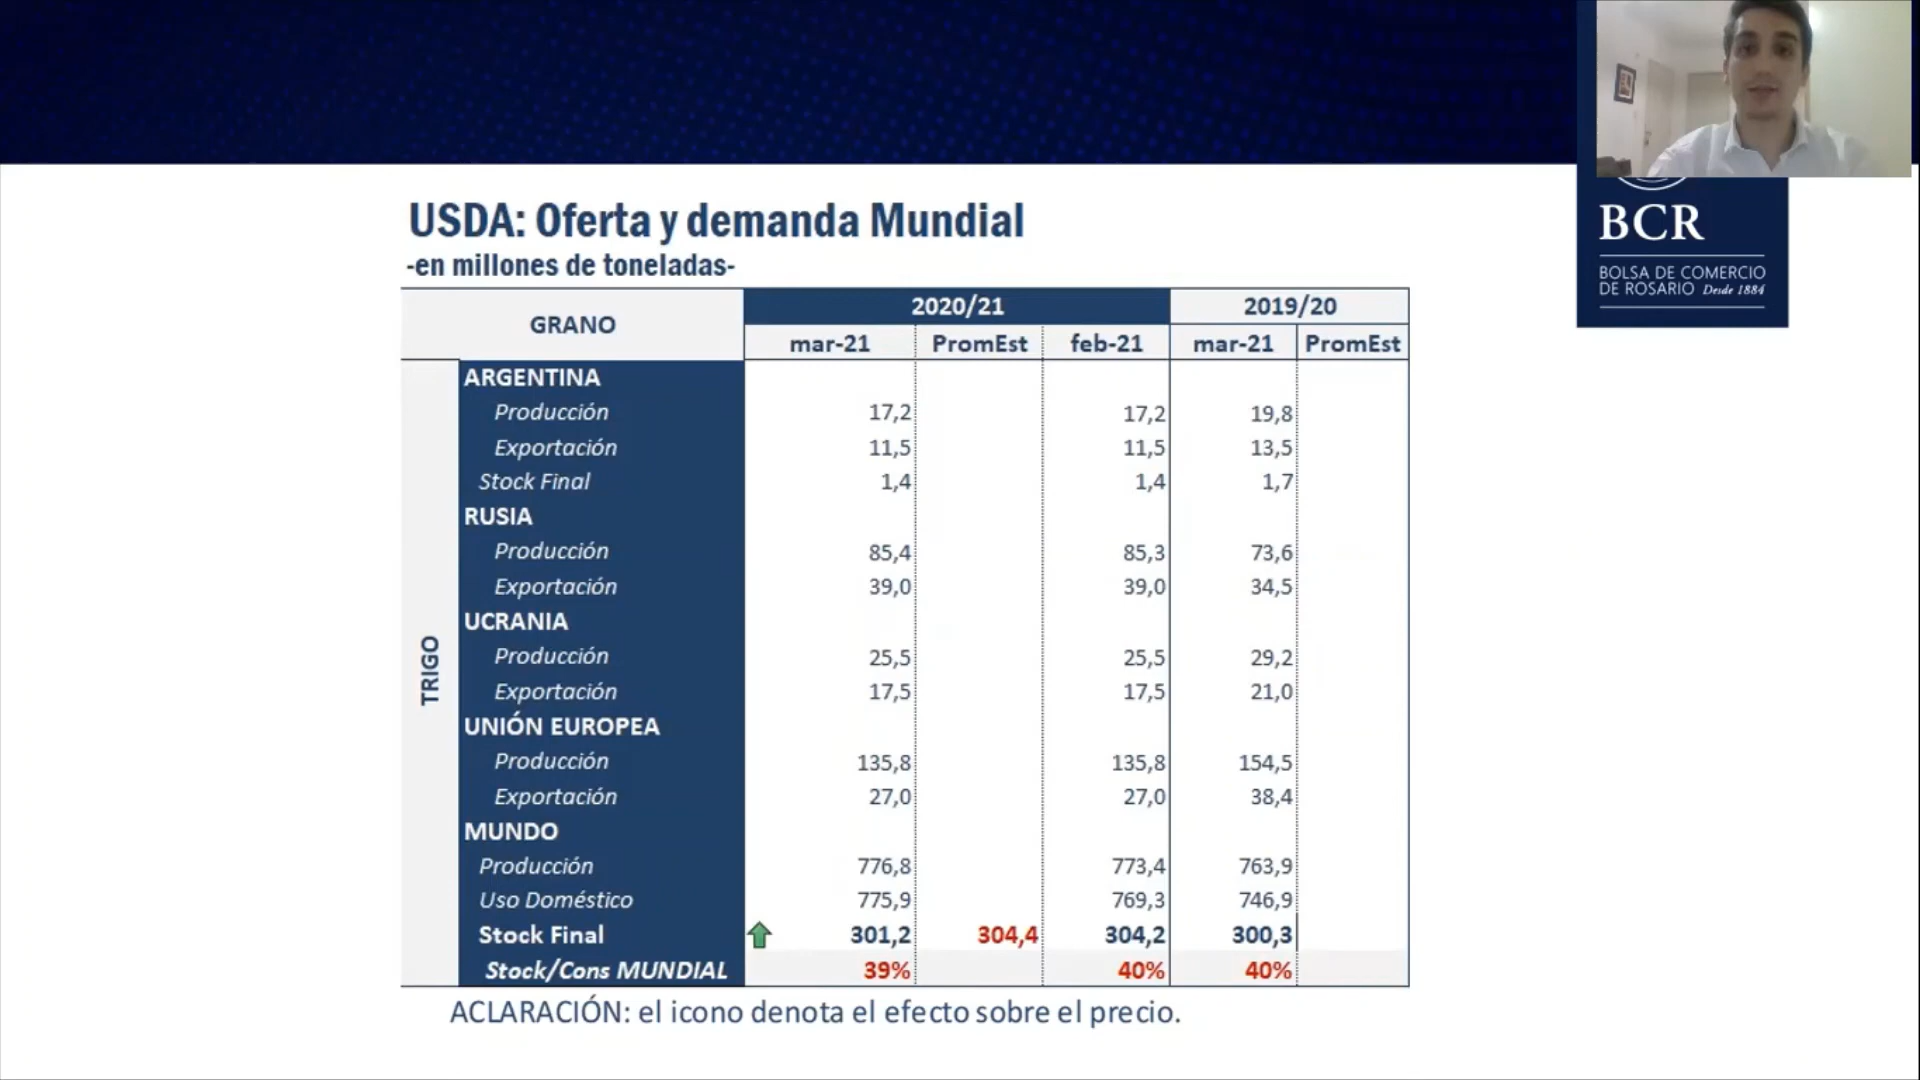 BCR
BOLSA DE COMERCIO
DE ROSARIO Desde 1884
USDA: Oferta y demanda Mundial
-en millones de toneladas-
GRANO 2020/21 2019/20
mar-21 PromEst feb-21 mar-21 PromEst
TRIGO
ARGENTINA
Producción 17,2 17,2 19,8
Exportación 11,5 11,5 13,5
Stock Final 1,4 1,4 1,7
RUSIA
Producción 85,4 85,3 73,6
Exportación 39,0 39,0 34,5
UCRANIA
Producción 25,5 25,5 29,2
Exportación 17,5 17,5 21,0
UNIÓN EUROPEA
Producción 135,8 135,8 154,5
Exportación 27,0 27,0 38,4
MUNDO
Producción 776,8 773,4 763,9
Uso Doméstico 775,9 769,3 746,9
Stock Final 301,2 304,4 304,2 300,3
Stock/Cons MUNDIAL 39% 40% 40%
ACLARACIÓN: el icono denota el efecto sobre el precio.